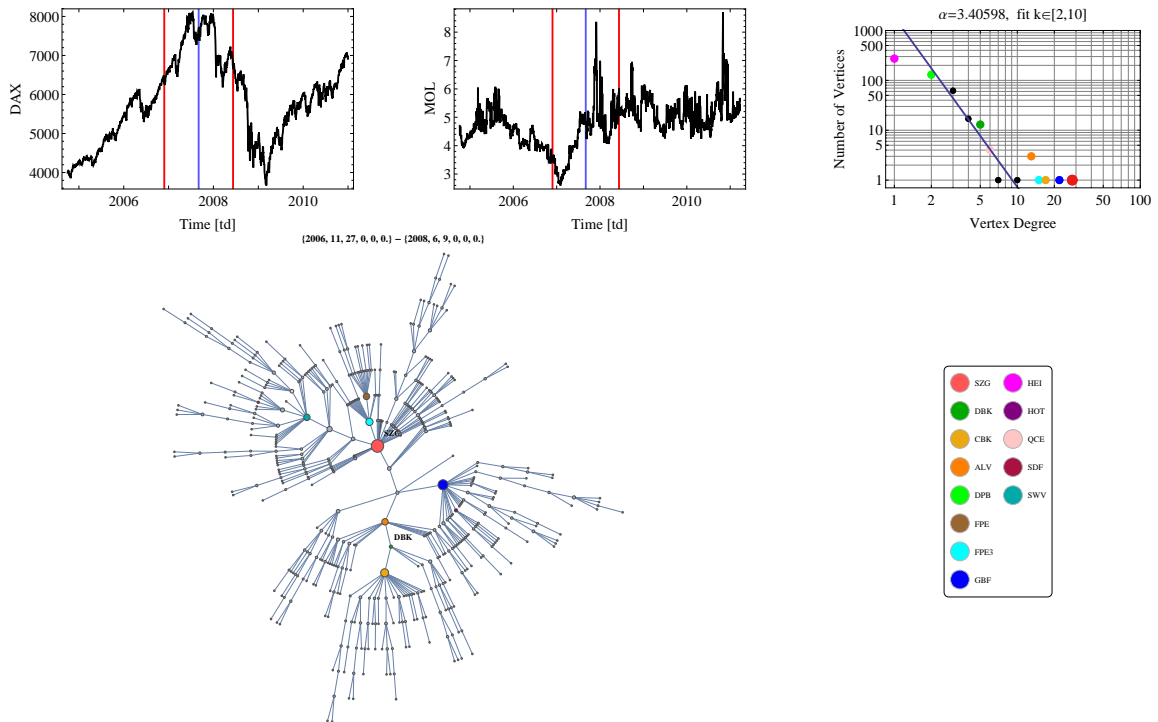 α=3.40598, fit k∈[2,10]
8000
7000
6000
5000
4000
DAX
2006
2008
2010
Time [td]
8
7
6
5
4
3
MOL
2006
2008
2010
Time [td]
1000
500
100
50
10
5
1
Number of Vertices
1
2
5
10
20
50
100
Vertex Degree
{2006, 11, 27, 0, 0, 0.} − {2008, 6, 9, 0, 0, 0.}
SZG
DBK
SZG HEI
DBK HOT
CBK QCE
ALV SDF
DPB SWV
FPE
FPE3
GBF